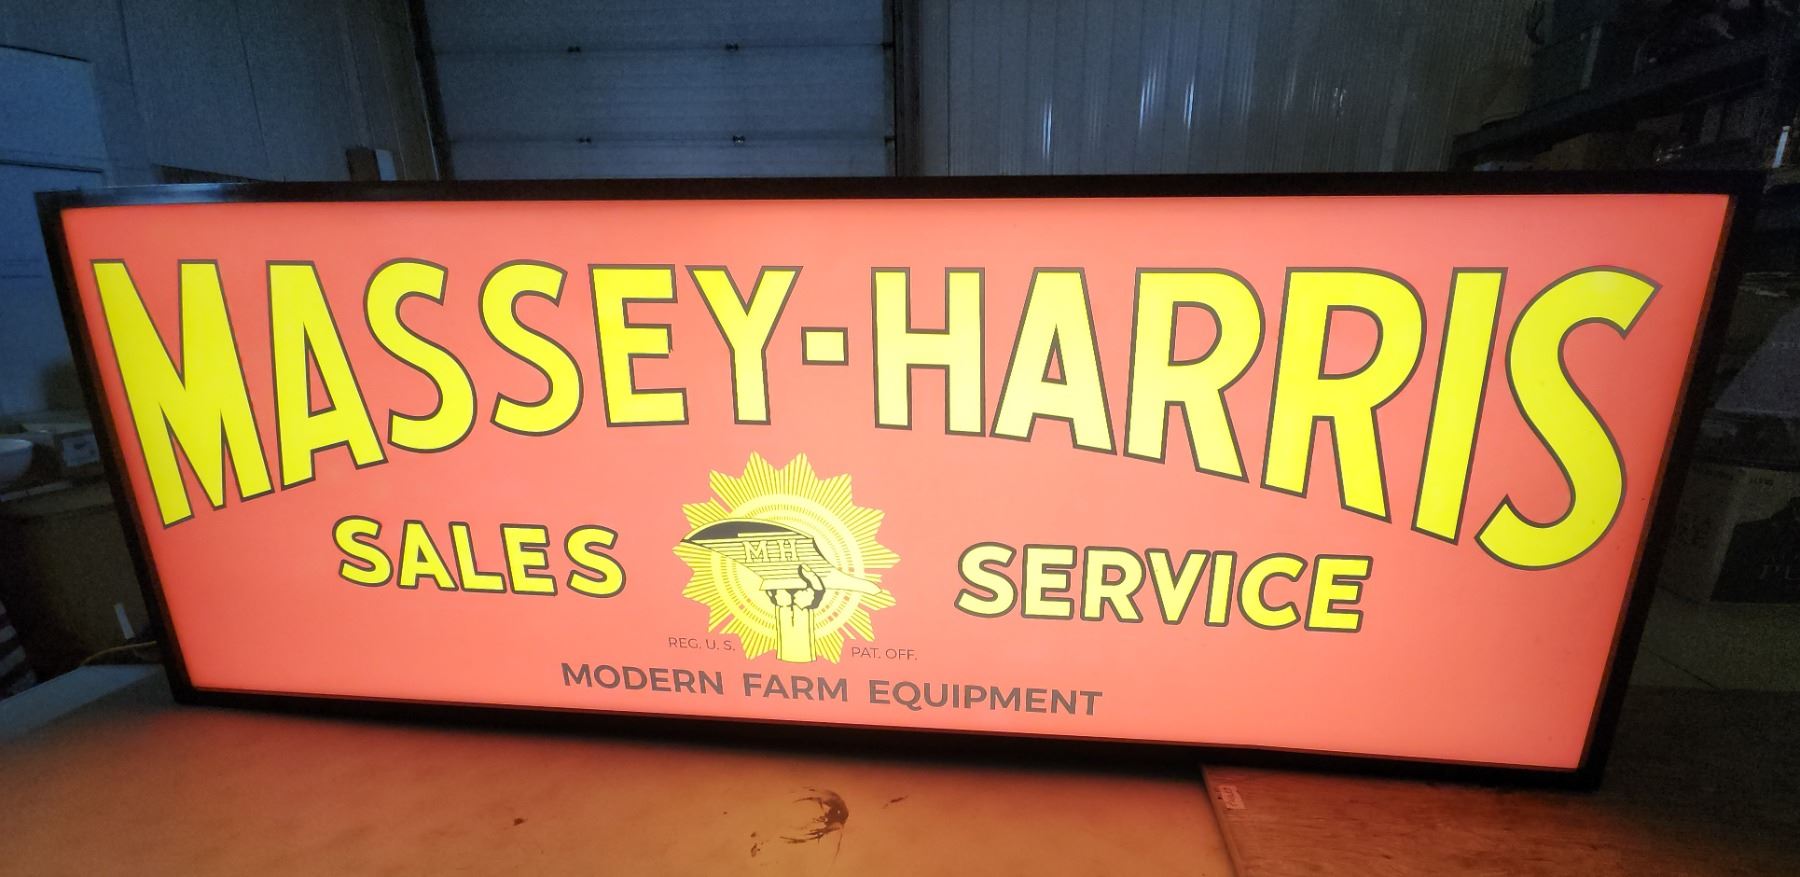 MASSEY-HARRIS
SALES SERVICE
MH
REG. U. S. PAT. OFF.
MODERN FARM EQUIPMENT